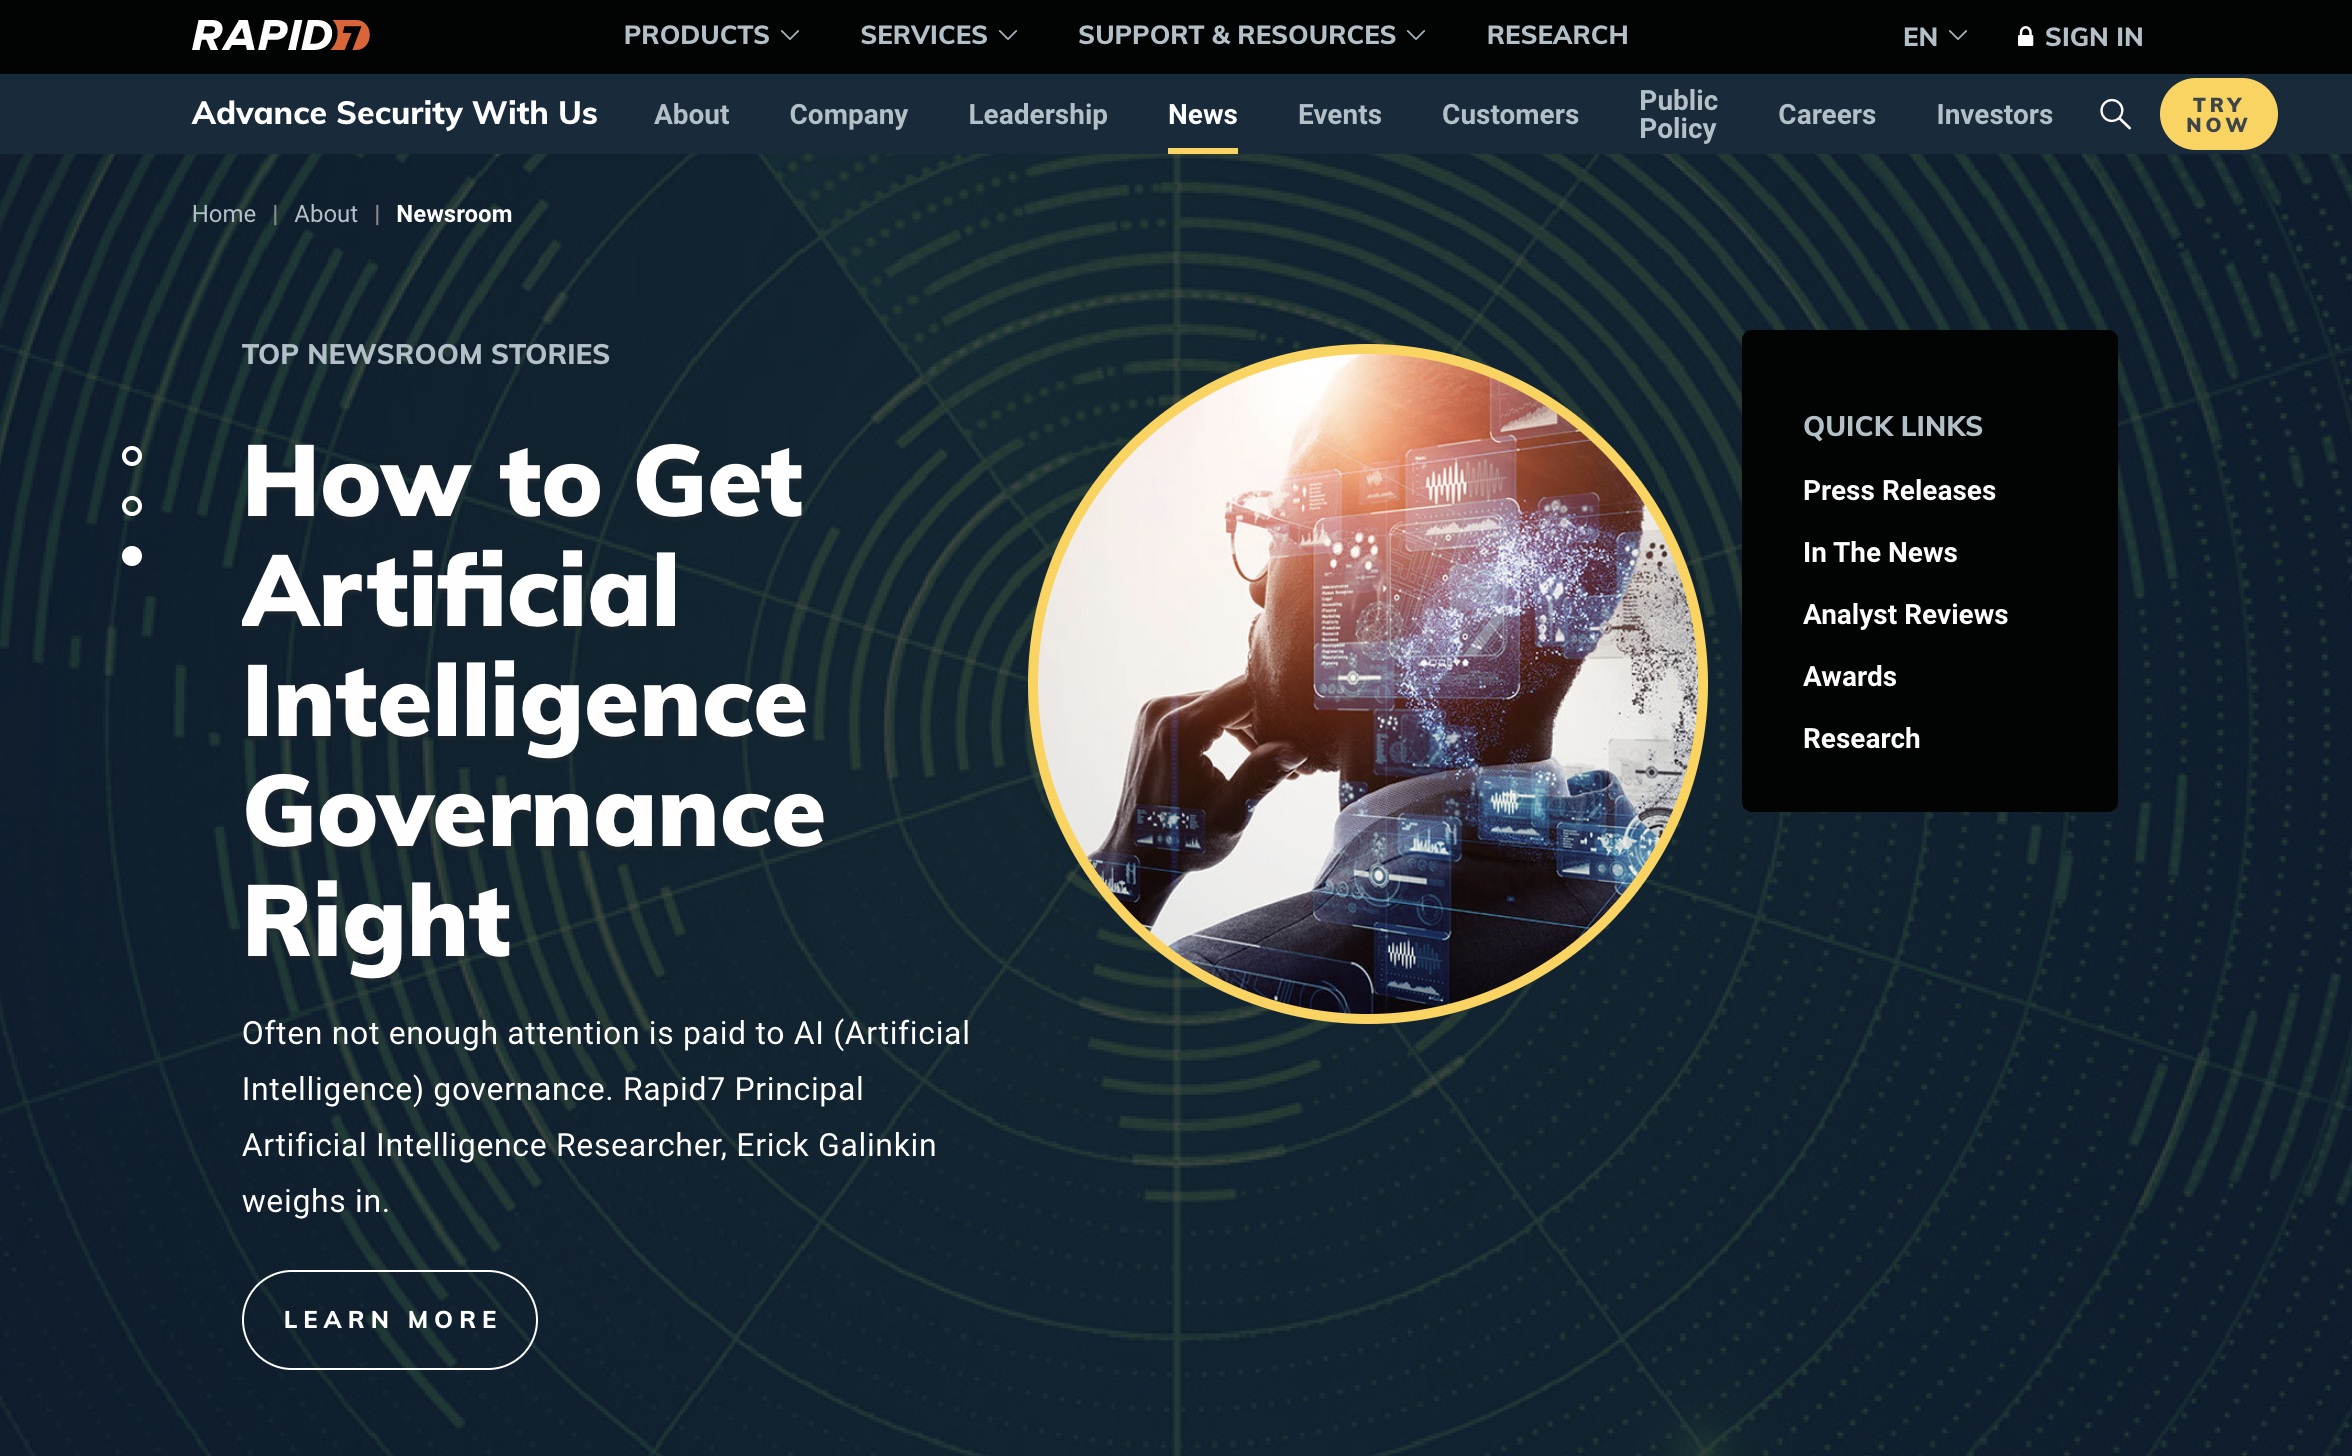 RAPID7
PRODUCTS
SERVICES
SUPPORT & RESOURCES
RESEARCH
EN
SIGN IN
Advance Security With Us
About
Company
Leadership
News
Events
Customers
Public
Policy
Careers
Investors
TRY
NOW
Home | About | Newsroom
TOP NEWSROOM STORIES
How to Get
Artificial
Intelligence
Governance
Right
Often not enough attention is paid to AI (Artificial
Intelligence) governance. Rapid7 Principal
Artificial Intelligence Researcher, Erick Galinkin
weighs in.
LEARN MORE
QUICK LINKS
Press Releases
In The News
Analyst Reviews
Awards
Research